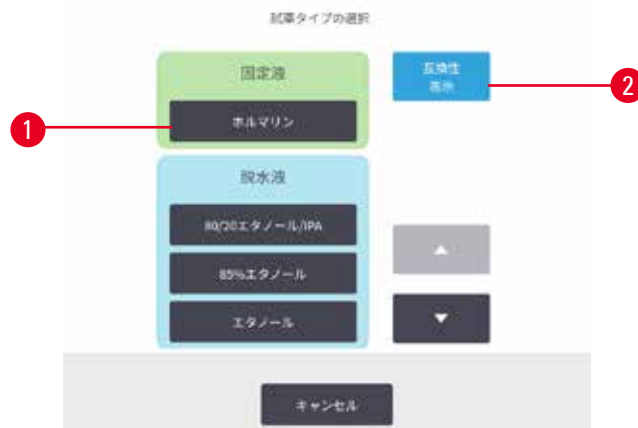 試薬タイプの選択
固定液
互換性
表示
ホルマリン
1
2
脱水液
80/20エタノール/IPA
85%エタノール
エタノール
キャンセル